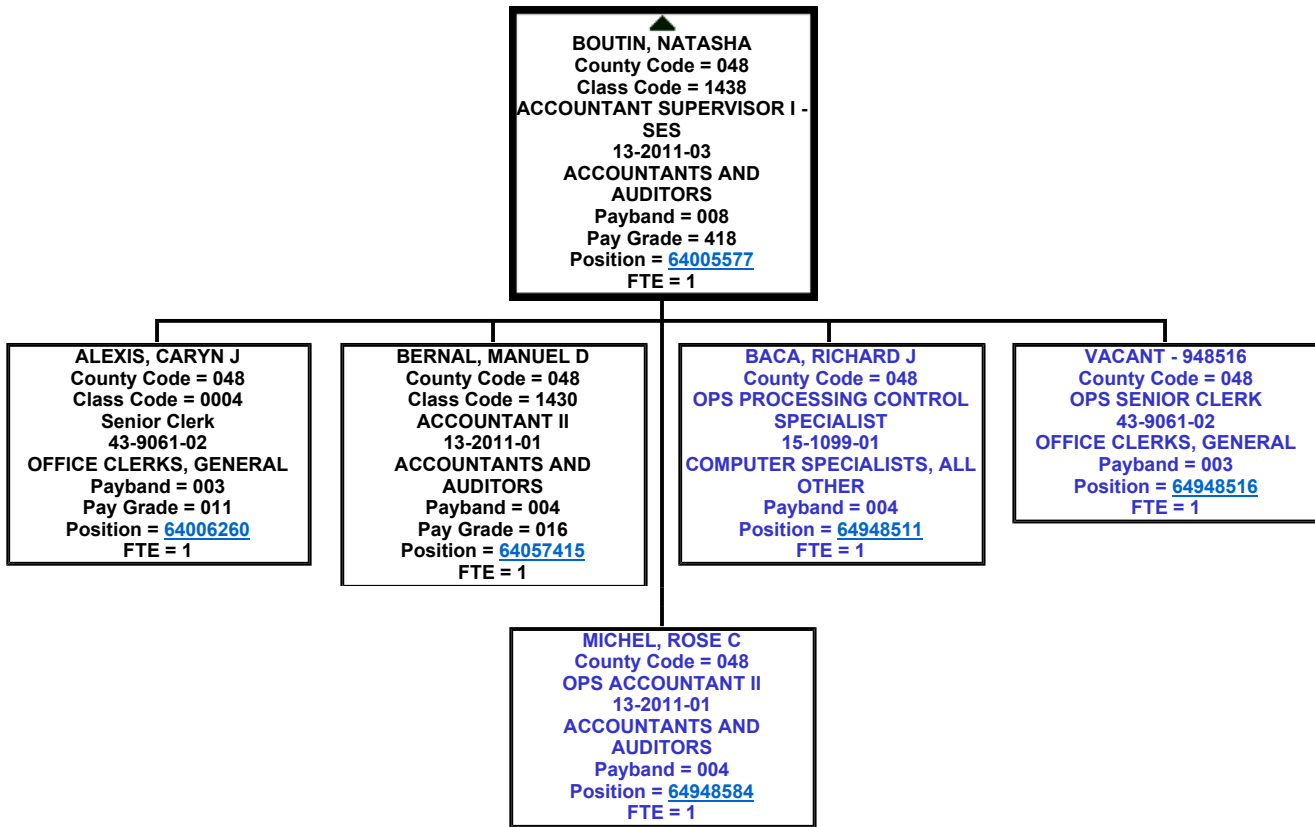 BOUTIN, NATASHA
County Code = 048
Class Code = 1438
ACCOUNTANT SUPERVISOR I -
SES
13-2011-03
ACCOUNTANTS AND
AUDITORS
Payband = 008
Pay Grade = 418
Position = 64005577
FTE = 1
ALEXIS, CARYN J
County Code = 048
Class Code = 0004
Senior Clerk
43-9061-02
OFFICE CLERKS, GENERAL
Payband = 003
Pay Grade = 011
Position = 64006260
FTE = 1
BERNAL, MANUEL D
County Code = 048
Class Code = 1430
ACCOUNTANT II
13-2011-01
ACCOUNTANTS AND
AUDITORS
Payband = 004
Pay Grade = 016
Position = 64057415
FTE = 1
BACA, RICHARD J
County Code = 048
OPS PROCESSING CONTROL
SPECIALIST
15-1099-01
COMPUTER SPECIALISTS, ALL
OTHER
Payband = 004
Position = 64948511
FTE = 1
VACANT - 948516
County Code = 048
OPS SENIOR CLERK
43-9061-02
OFFICE CLERKS, GENERAL
Payband = 003
Position = 64948516
FTE = 1
MICHEL, ROSE C
County Code = 048
OPS ACCOUNTANT II
13-2011-01
ACCOUNTANTS AND
AUDITORS
Payband = 004
Position = 64948584
FTE = 1